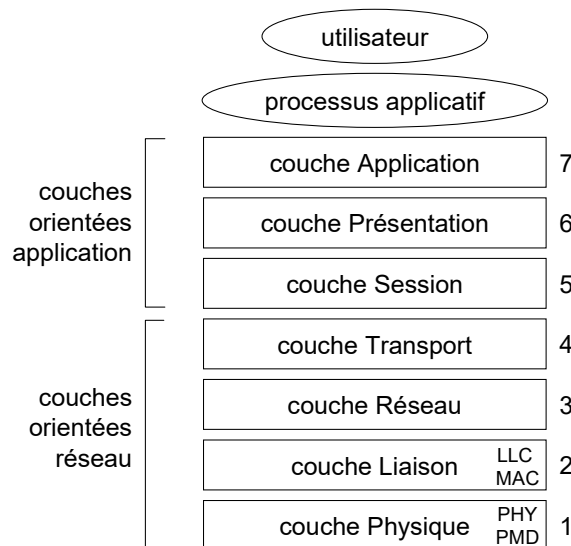 utilisateur
processus applicatif
couches
orientées
application
couche Application 7
couche Présentation 6
couche Session 5
couches
orientées
réseau
couche Transport 4
couche Réseau 3
couche Liaison LLC
MAC 2
couche Physique PHY
PMD 1